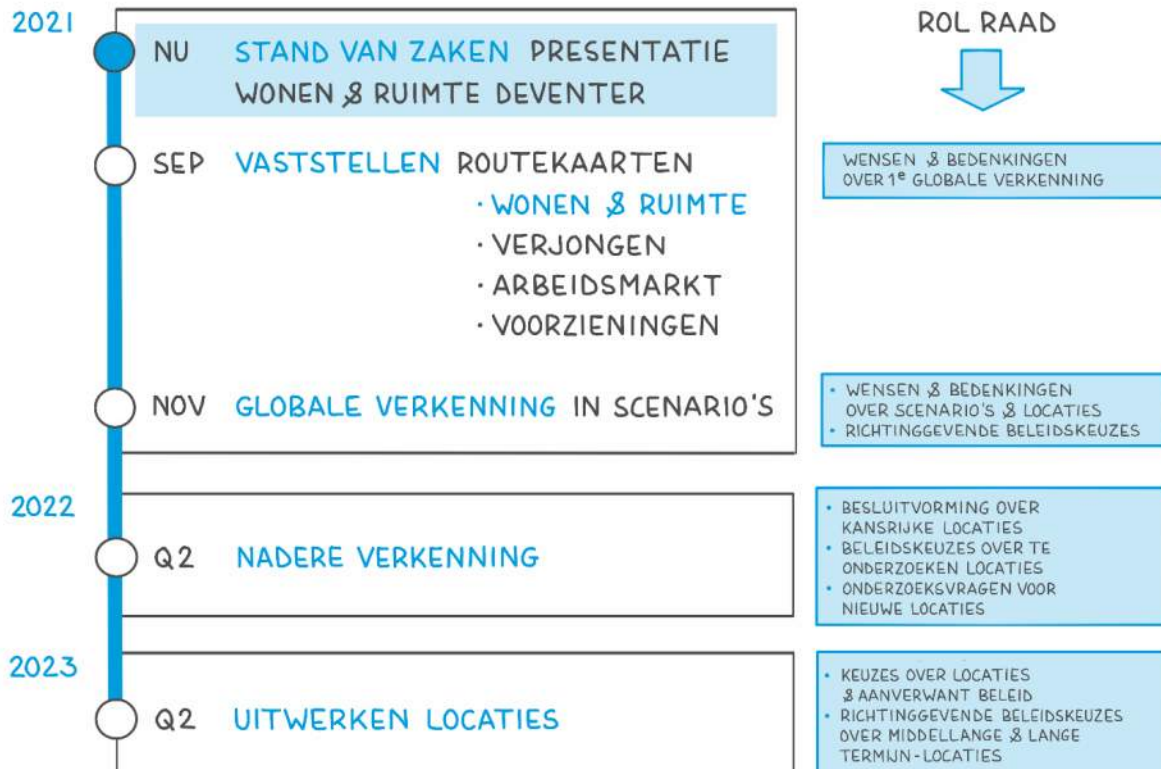 2021
ROL RAAD
NU STAND VAN ZAKEN PRESENTATIE
WONEN & RUIMTE DEVENTER
SEP VASTSTELLEN ROUTEKAARTEN
· WONEN & RUIMTE
· VERJONGEN
· ARBEIDSMARKT
· VOORZIENINGEN
WENSEN & BEDENKINGEN
OVER 1e GLOBALE VERKENNING
NOV GLOBALE VERKENNING IN SCENARIO'S
• WENSEN & BEDENKINGEN
OVER SCENARIO'S & LOCATIES
• RICHTINGGEVENDE BELEIDSKEUZES
2022
Q2 NADERE VERKENNING
• BESLUITVORMING OVER
KANSRIJKE LOCATIES
• BELEIDSKEUZES OVER TE
ONDERZOEKEN LOCATIES
• ONDERZOEKSVRAGEN VOOR
NIEUWE LOCATIES
2023
Q2 UITWERKEN LOCATIES
• KEUZES OVER LOCATIES
& AANVERWANT BELEID
• RICHTINGGEVENDE BELEIDSKEUZES
OVER MIDDELLANGE & LANGE
TERMIJN-LOCATIES